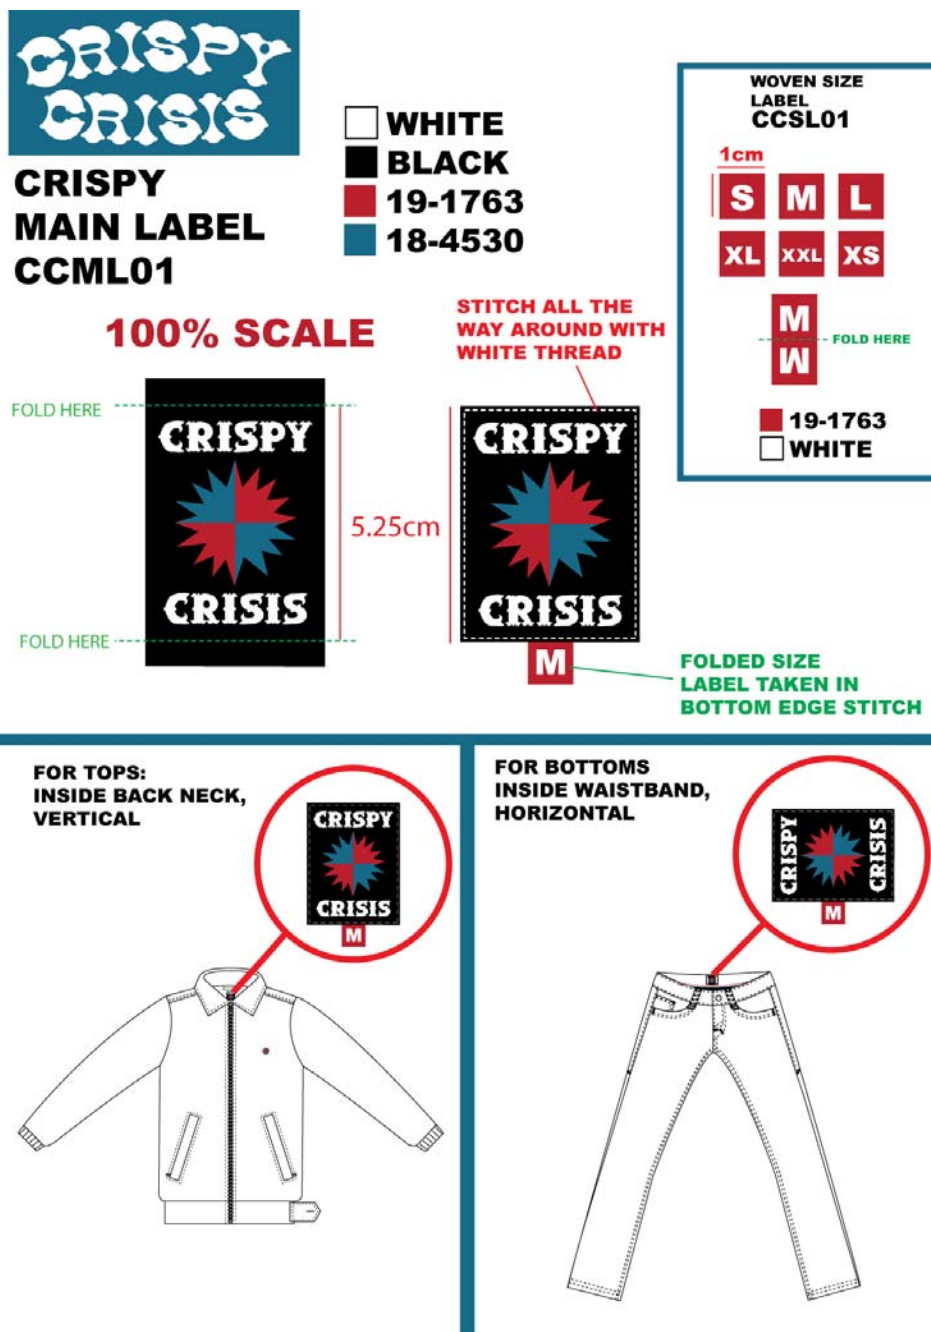 CRISPY
CRISIS
CRISPY
MAIN LABEL
CCML01
WHITE
BLACK
19-1763
18-4530
WOVEN SIZE
LABEL
CCSL01
1cm
S M L
XL XXL XS
M
FOLD HERE
M
19-1763
WHITE
100% SCALE
STITCH ALL THE
WAY AROUND WITH
WHITE THREAD
FOLD HERE
CRISPY
CRISIS
FOLD HERE
5.25cm
CRISPY
CRISIS
M
FOLDED SIZE
LABEL TAKEN IN
BOTTOM EDGE STITCH
FOR TOPS:
INSIDE BACK NECK,
VERTICAL
CRISPY
CRISIS
M
FOR BOTTOMS
INSIDE WAISTBAND,
HORIZONTAL
CRISPY
CRISIS
M